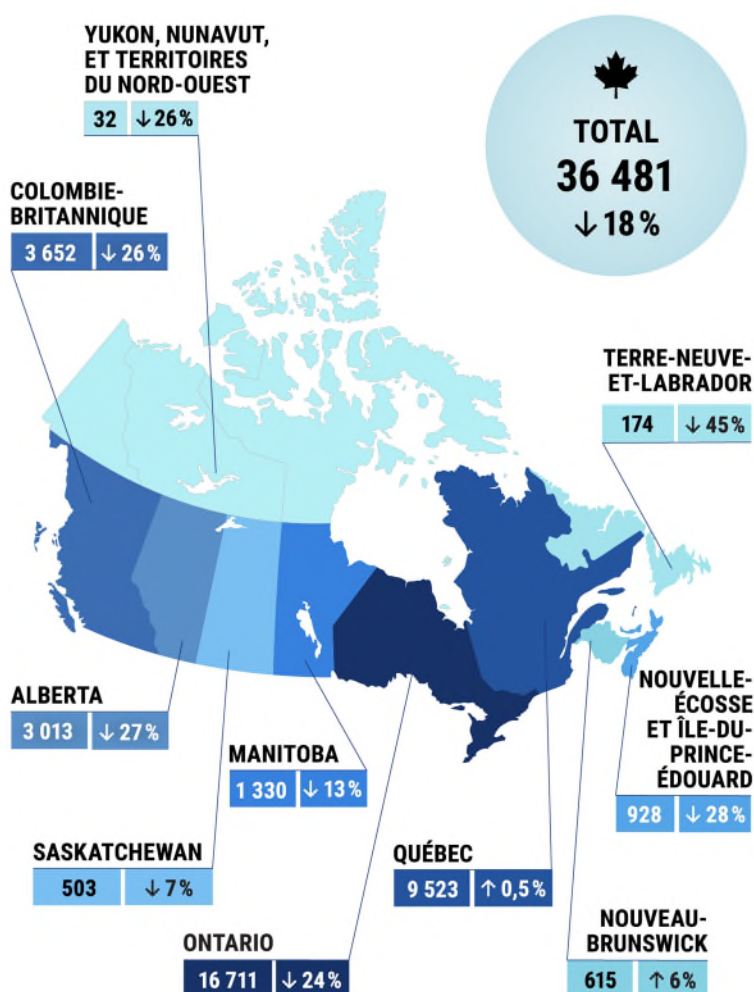 YUKON, NUNAVUT,
ET TERRITOIRES
DU NORD-OUEST
32 ↓ 26%
TOTAL
36 481
↓ 18%
COLOMBIE-
BRITANNIQUE
3 652 ↓ 26%
TERRE-NEUVE-
ET-LABRADOR
174 ↓ 45%
ALBERTA
3 013 ↓ 27%
MANITOBA
1 330 ↓ 13%
NOUVELLE-
ÉCOSSE
ET ÎLE-DU-
PRINCE-
ÉDOUARD
928 ↓ 28%
SASKATCHEWAN
503 ↓ 7%
QUÉBEC
9 523 ↑ 0,5%
ONTARIO
16 711 ↓ 24%
NOUVEAU-
BRUNSWICK
615 ↑ 6%